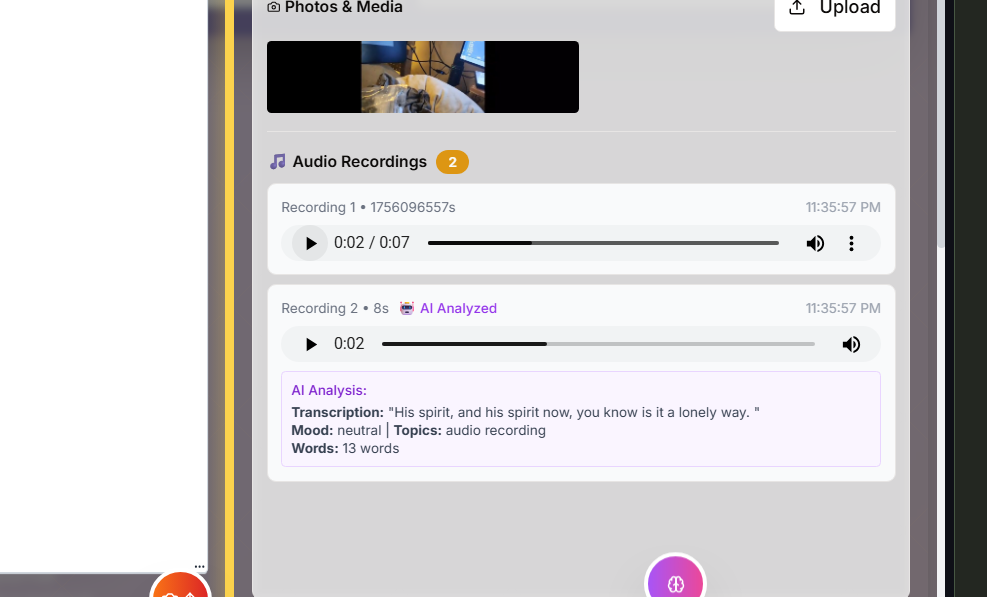 Photos & Media
Upload
Audio Recordings 2
Recording 1 • 1756096557s 11:35:57 PM
0:02 / 0:07
Recording 2 • 8s AI Analyzed 11:35:57 PM
0:02
AI Analysis:
Transcription: "His spirit, and his spirit now, you know is it a lonely way. "
Mood: neutral | Topics: audio recording
Words: 13 words
...